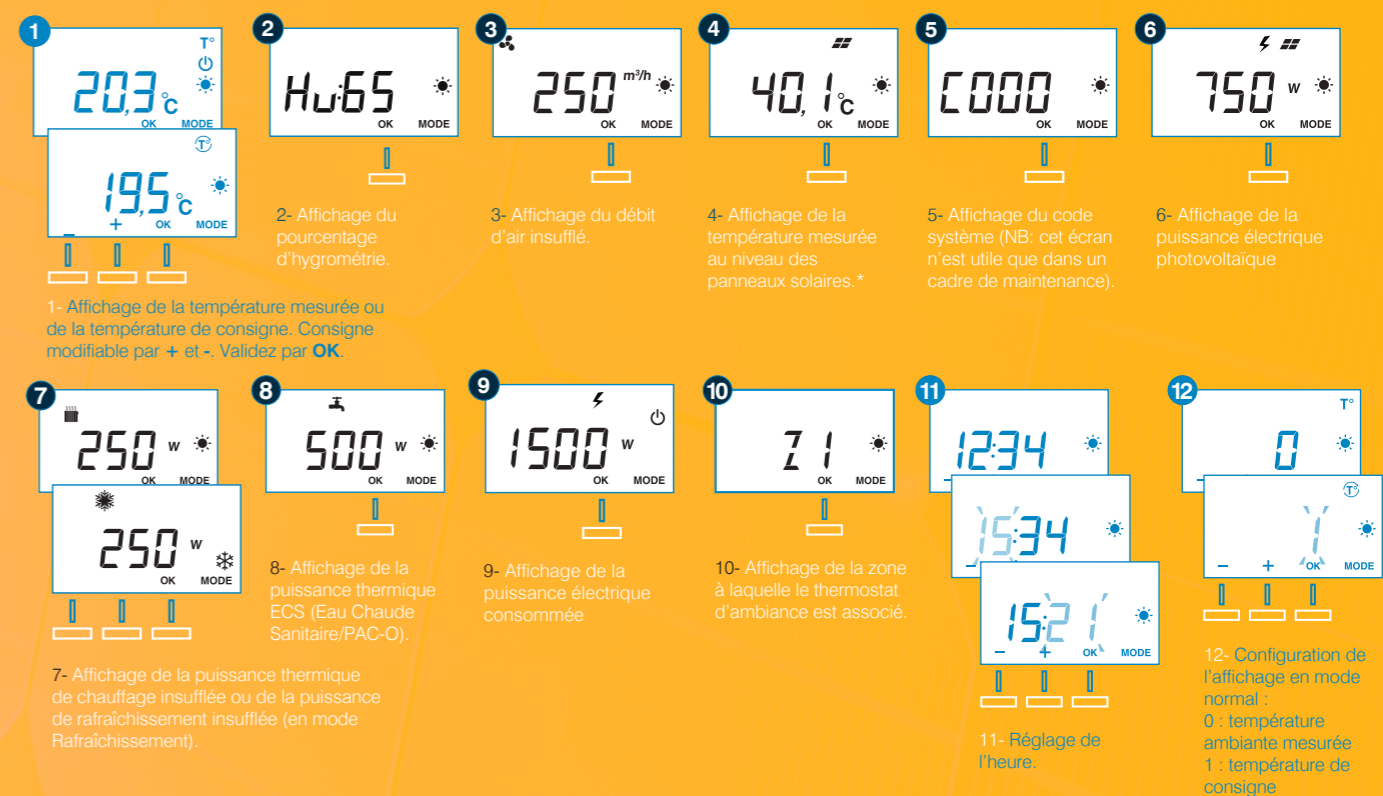 1
T°
20,3 °C
OK MODE
T°
19,5 °C
- + OK MODE
1- Affichage de la température mesurée ou
de la température de consigne. Consigne
modifiable par + et -. Validez par OK.
2
Hu:65
OK MODE
2- Affichage du
pourcentage
d'hygrométrie.
3
250 m³/h
OK MODE
3- Affichage du débit
d'air insufflé.
4
40,1 °C
OK MODE
4- Affichage de la
température mesurée
au niveau des
panneaux solaires.*
5
C000
OK MODE
5- Affichage du code
système (NB: cet écran
n'est utile que dans un
cadre de maintenance).
6
750 W
OK MODE
6- Affichage de la
puissance électrique
photovoltaïque
7
250 W
OK MODE
250 W
OK MODE
7- Affichage de la puissance thermique
de chauffage insufflée ou de la puissance
de rafraîchissement insufflée (en mode
Rafraîchissement).
8
500 W
OK MODE
8- Affichage de la
puissance thermique
ECS (Eau Chaude
Sanitaire/PAC-O).
9
1500 W
OK MODE
9- Affichage de la
puissance électrique
consommée
10
Z1
OK MODE
10- Affichage de la zone
à laquelle le thermostat
d'ambiance est associé.
11
12:34
-
15:34
-
15:21
- + OK MODE
11- Réglage de
l'heure.
12
T°
0
-
T°
1
- + OK MODE
12- Configuration de
l'affichage en mode
normal :
0 : température
ambiante mesurée
1 : température de
consigne